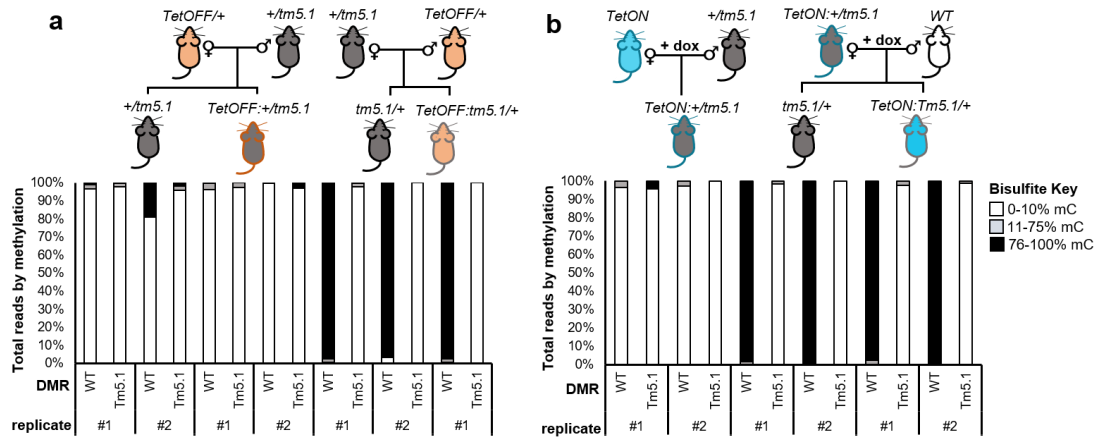 a
TetOFF/+ +/tm5.1 +/tm5.1 TetOFF/+
♀ ♂ ♀ ♂
+/tm5.1 TetOFF:+/tm5.1 tm5.1/+ TetOFF:tm5.1/+
Total reads by methylation
100%
90%
80%
70%
60%
50%
40%
30%
20%
10%
0%
DMR WT Tm5.1 WT Tm5.1 WT Tm5.1 WT Tm5.1 WT Tm5.1 WT Tm5.1 WT Tm5.1
replicate #1 #2 #1 #2 #1 #2 #1
b
TetON +/tm5.1 TetON:+/tm5.1 WT
♀ + dox ♂ ♀ + dox ♂
TetON:+/tm5.1 tm5.1/+ TetON:Tm5.1/+
Total reads by methylation
100%
90%
80%
70%
60%
50%
40%
30%
20%
10%
0%
DMR WT Tm5.1 WT Tm5.1 WT Tm5.1 WT Tm5.1 WT Tm5.1 WT Tm5.1
replicate #1 #2 #1 #2 #1 #2
Bisulfite Key
0-10% mC
11-75% mC
76-100% mC